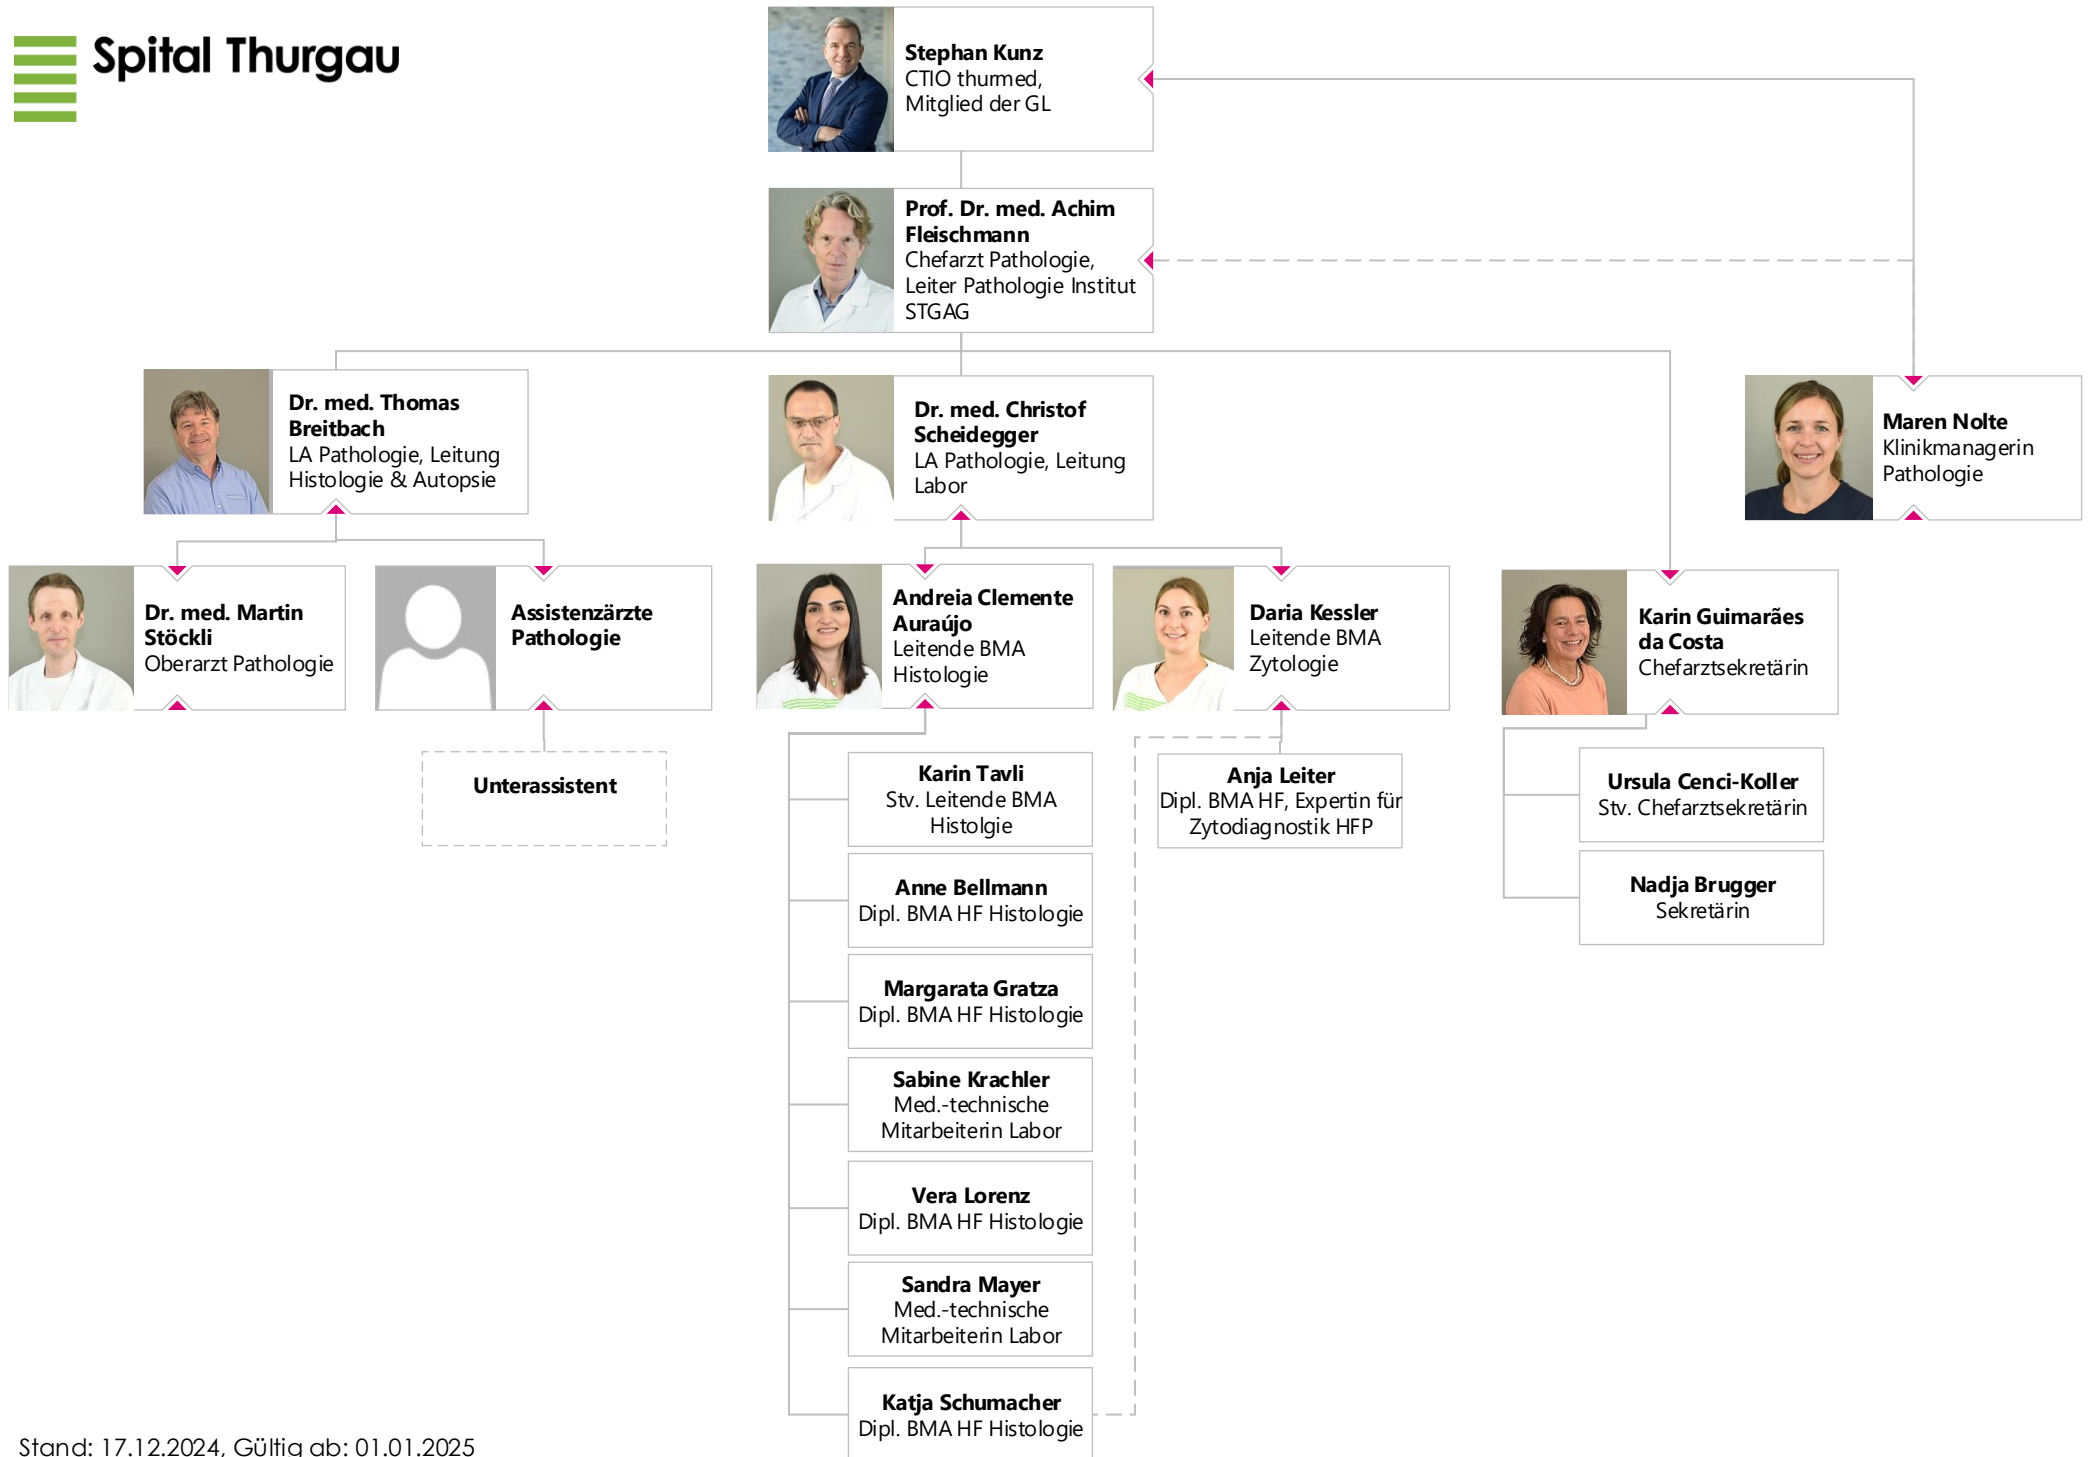 Spital Thurgau
Stephan Kunz
CTIO thurmed,
Mitglied der GL
Prof. Dr. med. Achim
Fleischmann
Chefarzt Pathologie,
Leiter Pathologie Institut
STGAG
Dr. med. Thomas
Breitbach
LA Pathologie, Leitung
Histologie & Autopsie
Dr. med. Christof
Scheidegger
LA Pathologie, Leitung
Labor
Maren Nolte
Klinikmanagerin
Pathologie
Dr. med. Martin
Stöckli
Oberarzt Pathologie
Assistenzärzte
Pathologie
Andreia Clemente
Auraújo
Leitende BMA
Histologie
Daria Kessler
Leitende BMA
Zytologie
Karin Guimarães
da Costa
Chefarztsekretärin
Unterassistent
Karin Tavli
Stv. Leitende BMA
Histolgie
Anja Leiter
Dipl. BMA HF, Expertin für
Zytodiagnostik HFP
Ursula Cenci-Koller
Stv. Chefarztsekretärin
Anne Bellmann
Dipl. BMA HF Histologie
Nadja Brugger
Sekretärin
Margarata Gratza
Dipl. BMA HF Histologie
Sabine Krachler
Med.-technische
Mitarbeiterin Labor
Vera Lorenz
Dipl. BMA HF Histologie
Sandra Mayer
Med.-technische
Mitarbeiterin Labor
Katja Schumacher
Dipl. BMA HF Histologie
Stand: 17.12.2024, Gültig ab: 01.01.2025